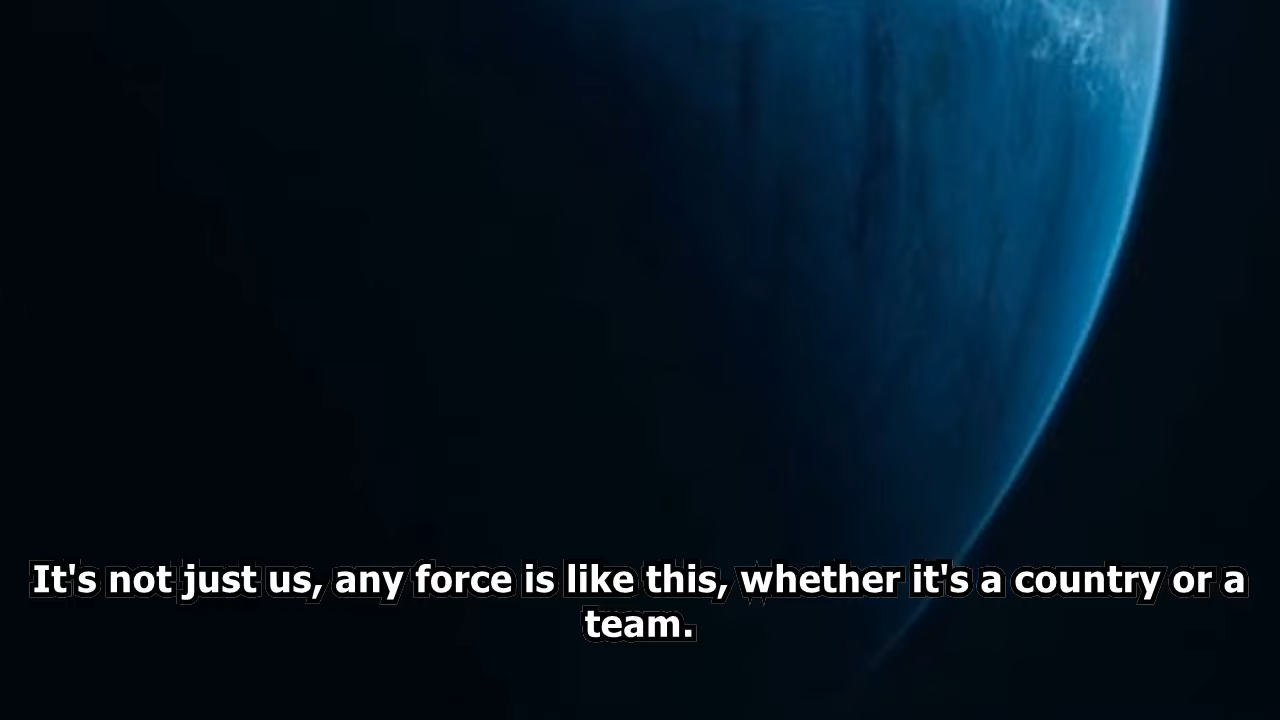 It's not just us, any force is like this, whether it's a country or a
team.